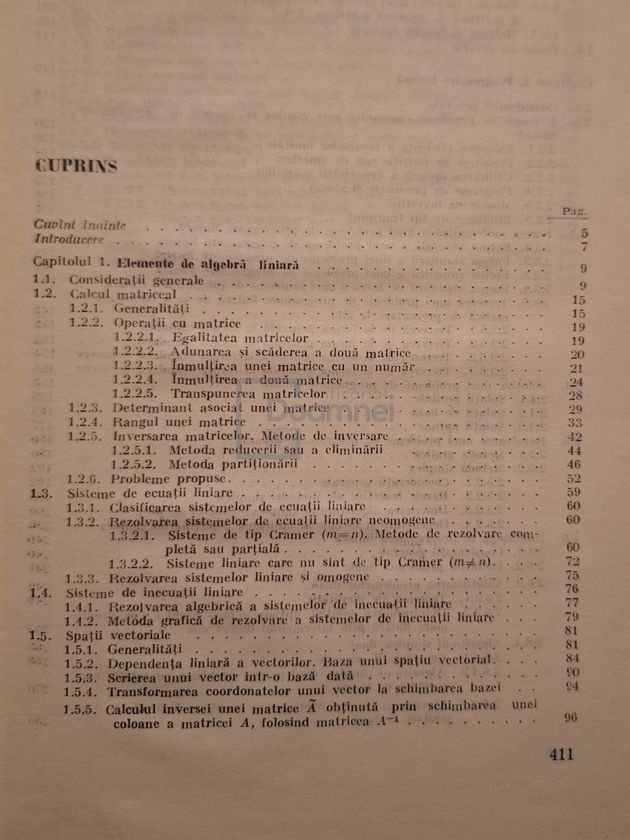 CUPRINS
Pag.
Cuvînt înainte . . . . . . . . . . 5
Introducere . . . . . . . . . . 7
Capitolul 1. Elemente de algebră liniară . . . . . . . . . . 9
1.1. Considerații generale . . . . . . . . . . 9
1.2. Calcul matriceal . . . . . . . . . . 15
1.2.1. Generalități . . . . . . . . . . 15
1.2.2. Operații cu matrice . . . . . . . . . . 19
1.2.2.1. Egalitatea matricelor . . . . . . . . . . 19
1.2.2.2. Adunarea și scăderea a două matrice . . . . . . . 20
1.2.2.3. Înmulțirea unei matrice cu un număr . . . . . . . 21
1.2.2.4. Înmulțirea a două matrice . . . . . . . . . . 24
1.2.2.5. Transpunerea matricelor . . . . . . . . . . 28
1.2.3. Determinant asociat unei matrice . . . . . . . . . . 29
1.2.4. Rangul unei matrice . . . . . . . . . . 33
1.2.5. Inversarea matricelor. Metode de inversare . . . . . . . 42
1.2.5.1. Metoda reducerii sau a eliminării . . . . . . . 44
1.2.5.2. Metoda partiționării . . . . . . . . . . 46
1.2.6. Probleme propuse . . . . . . . . . . 52
1.3. Sisteme de ecuații liniare . . . . . . . . . . 59
1.3.1. Clasificarea sistemelor de ecuații liniare . . . . . . . 60
1.3.2. Rezolvarea sistemelor de ecuații liniare neomogene . . . . . 60
1.3.2.1. Sisteme de tip Cramer (m=n). Metode de rezolvare com-
pletă sau parțială . . . . . . . . . . 60
1.3.2.2. Sisteme liniare care nu sînt de tip Cramer (m≠n) . . . 72
1.3.3. Rezolvarea sistemelor liniare și omogene . . . . . . . 75
1.4. Sisteme de inecuații liniare . . . . . . . . . . 76
1.4.1. Rezolvarea algebrică a sistemelor de inecuații liniare . . . . 77
1.4.2. Metoda grafică de rezolvare a sistemelor de inecuații liniare . . . 79
1.5. Spații vectoriale . . . . . . . . . . 81
1.5.1. Generalități . . . . . . . . . . 81
1.5.2. Dependența liniară a vectorilor. Baza unui spațiu vectorial . . . 84
1.5.3. Scrierea unui vector într-o bază dată . . . . . . . . 90
1.5.4. Transformarea coordonatelor unui vector la schimbarea bazei . . 94
1.5.5. Calculul inversei unei matrice Ã obținută prin schimbarea unei
coloane a matricei A, folosind matricea A⁻¹ . . . . . . . 96
411